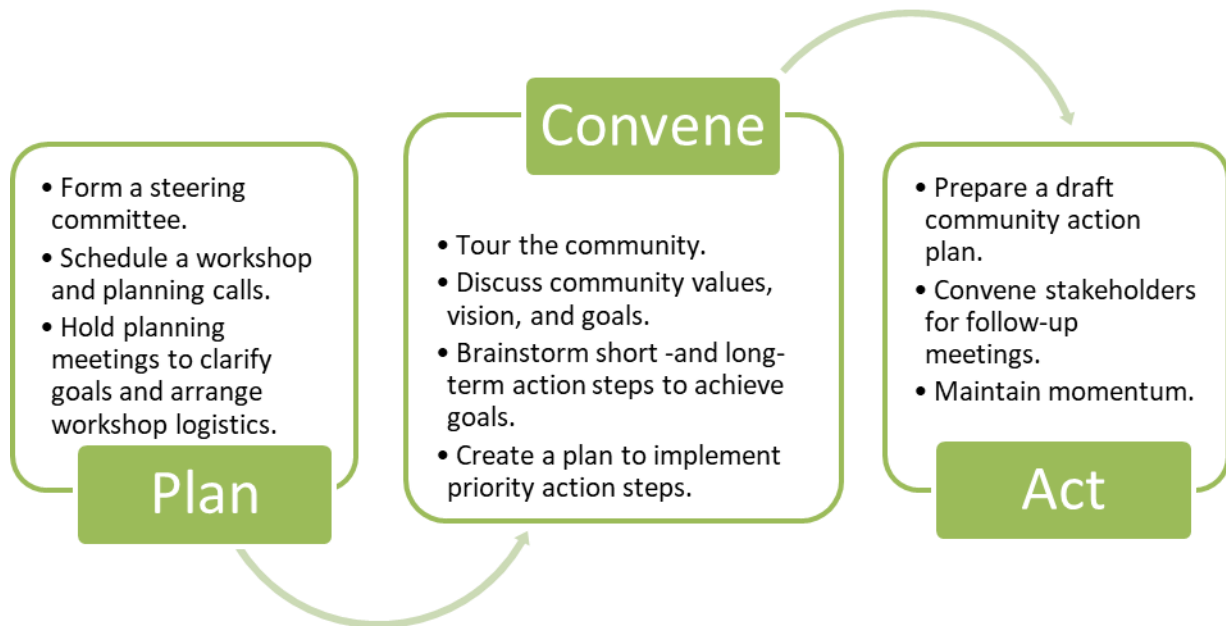 • Form a steering
committee.
• Schedule a workshop
and planning calls.
• Hold planning
meetings to clarify
goals and arrange
workshop logistics.
Plan
Convene
• Tour the community.
• Discuss community values,
vision, and goals.
• Brainstorm short -and long-
term action steps to achieve
goals.
• Create a plan to implement
priority action steps.
• Prepare a draft
community action
plan.
• Convene stakeholders
for follow-up
meetings.
• Maintain momentum.
Act